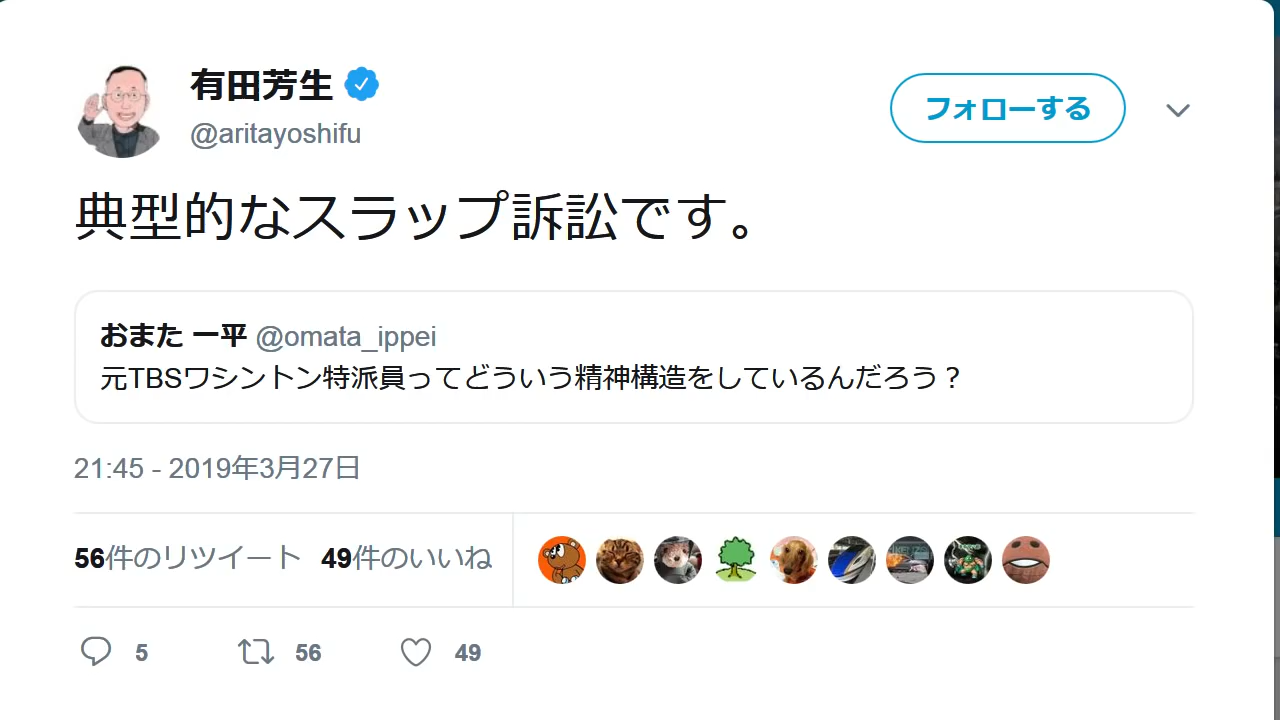 有田芳生
@aritayoshifu
フォローする
典型的なスラップ訴訟です。
おまた 一平 @omata_ippei
元TBSワシントン特派員ってどういう精神構造をしているんだろう？
21:45 - 2019年3月27日
56件のリツイート 49件のいいね
5 56 49